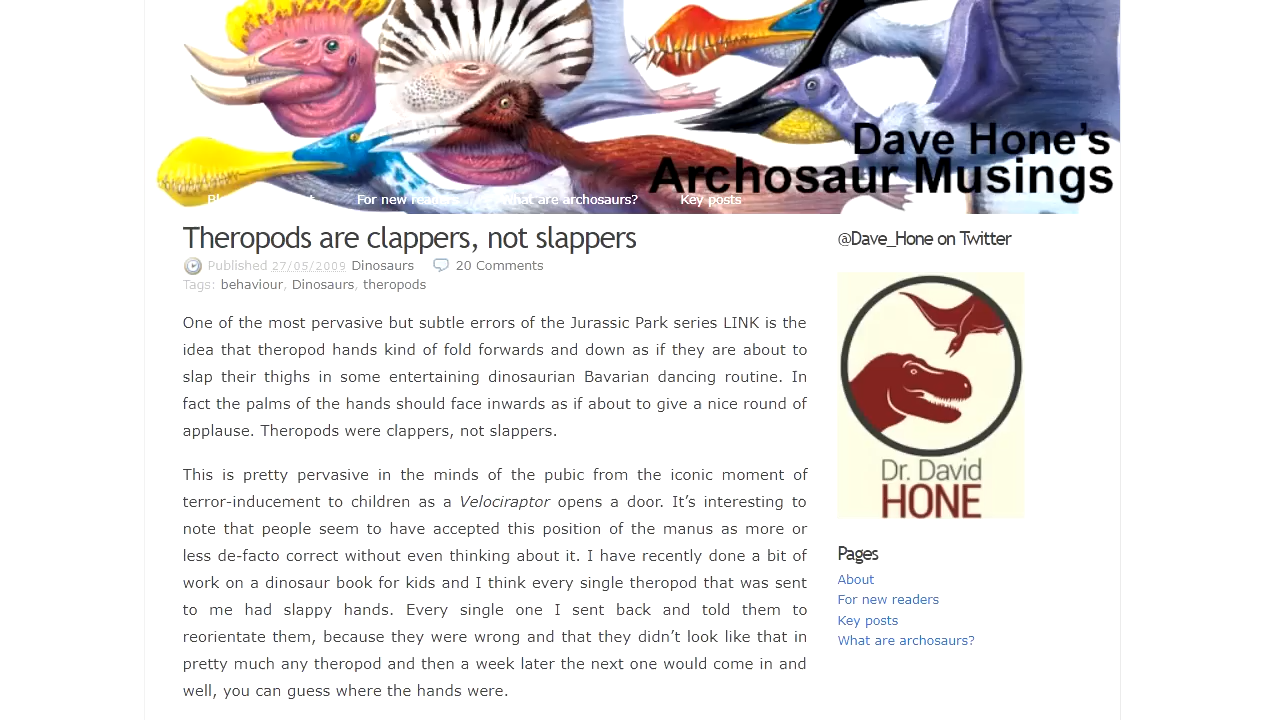 Dave Hone's
Archosaur Musings
For new readers What are archosaurs? Key posts
Theropods are clappers, not slappers
Published 27/05/2009 Dinosaurs 20 Comments
Tags: behaviour, Dinosaurs, theropods
One of the most pervasive but subtle errors of the Jurassic Park series LINK is the
idea that theropod hands kind of fold forwards and down as if they are about to
slap their thighs in some entertaining dinosaurian Bavarian dancing routine. In
fact the palms of the hands should face inwards as if about to give a nice round of
applause. Theropods were clappers, not slappers.
This is pretty pervasive in the minds of the pubic from the iconic moment of
terror-inducement to children as a Velociraptor opens a door. It’s interesting to
note that people seem to have accepted this position of the manus as more or
less de-facto correct without even thinking about it. I have recently done a bit of
work on a dinosaur book for kids and I think every single theropod that was sent
to me had slappy hands. Every single one I sent back and told them to
reorientate them, because they were wrong and that they didn’t look like that in
pretty much any theropod and then a week later the next one would come in and
well, you can guess where the hands were.
@Dave_Hone on Twitter
Dr. David
HONE
Pages
About
For new readers
Key posts
What are archosaurs?